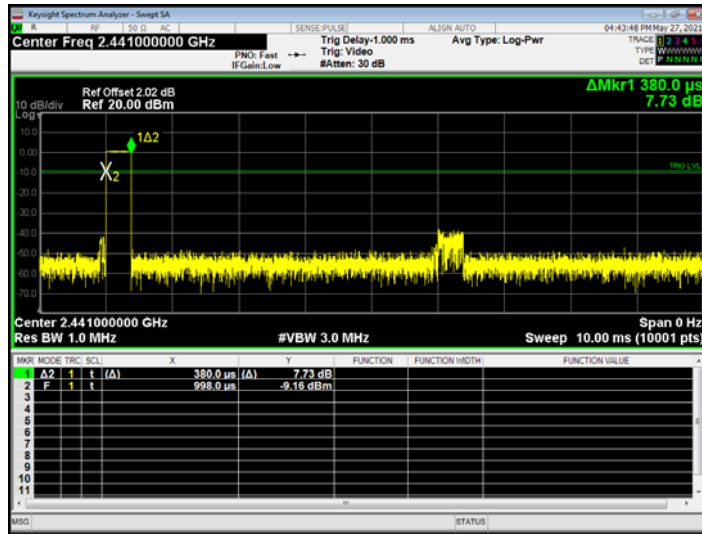 Keysight Spectrum Analyzer - Swept SA
R RF 50 Ω AC SENSE:PULSE ALIGN AUTO 04:43:48 PM May 27, 2021
Center Freq 2.441000000 GHz
PNO: Fast
IFGain:Low
Trig Delay-1.000 ms
Trig: Video
#Atten: 30 dB
Avg Type: Log-Pwr
TRACE 1 2 3 4 5
TYPE
DET P N N N N
ΔMkr1 380.0 µs
7.73 dB
Ref Offset 2.02 dB
10 dB/div Ref 20.00 dBm
Log
10.0
0.00
-10.0
-20.0
-30.0
-40.0
-50.0
-60.0
-70.0
1Δ2
X2
TRIG LVL
Center 2.441000000 GHz Span 0 Hz
Res BW 1.0 MHz #VBW 3.0 MHz Sweep 10.00 ms (10001 pts)
MKR MODE TRC SCL X Y FUNCTION FUNCTION WIDTH FUNCTION VALUE
1 Δ2 1 t (Δ) 380.0 µs (Δ) 7.73 dB
2 F 1 t 998.0 µs -9.16 dBm
3
4
5
6
7
8
9
10
11
MSG STATUS